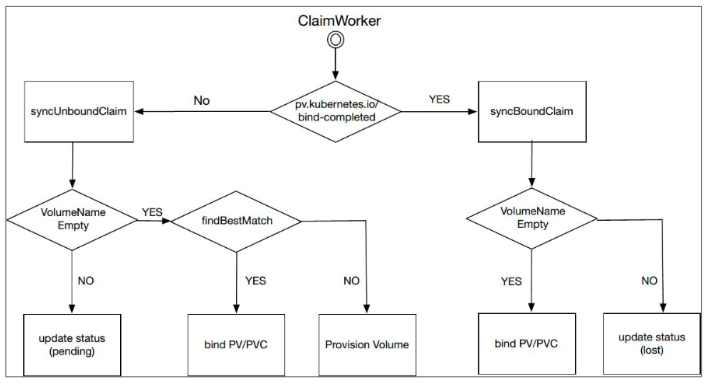 ClaimWorker
syncUnboundClaim
No
pv.kubernetes.io/
bind-completed
YES
syncBoundClaim
VolumeName
Empty
YES
findBestMatch
VolumeName
Empty
NO
YES
NO
YES
NO
update status
(pending)
bind PV/PVC
Provision Volume
bind PV/PVC
update status
(lost)